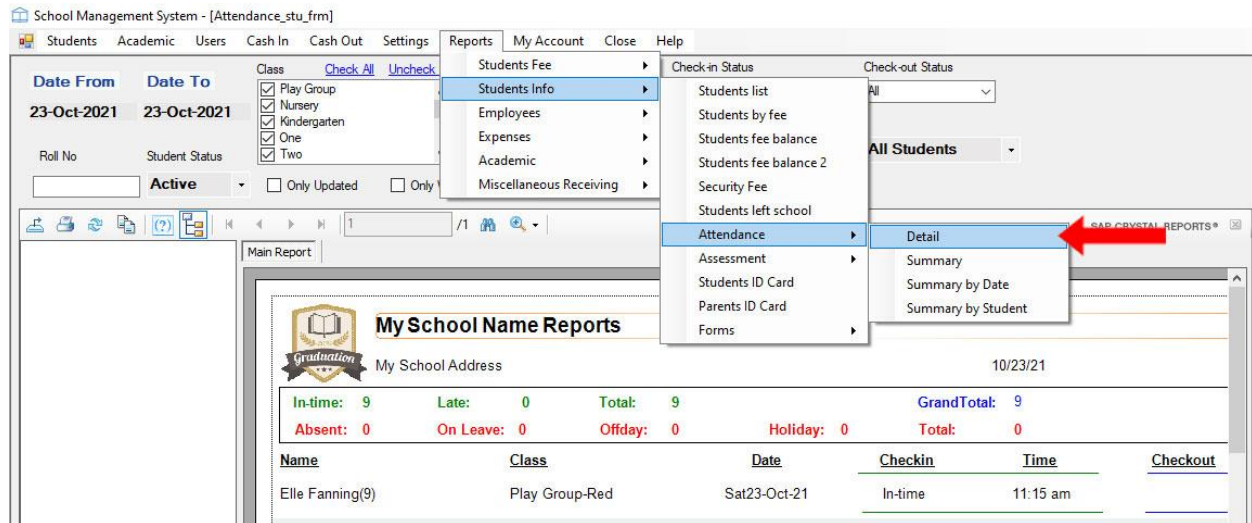 School Management System - [Attendance_stu_frm]
Students Academic Users Cash In Cash Out Settings Reports My Account Close Help
Date From Date To
23-Oct-2021 23-Oct-2021
Roll No Student Status
Active
Class Check All Uncheck
Play Group
Nursery
Kindergarten
One
Two
Only Updated Only
Students Fee
Students Info
Employees
Expenses
Academic
Miscellaneous Receiving
Check-in Status
Students list
Students by fee
Students fee balance
Students fee balance 2
Security Fee
Students left school
Attendance
Assessment
Students ID Card
Parents ID Card
Forms
Check-out Status
All
All Students
Detail
Summary
Summary by Date
Summary by Student
1 /1
SAP CRYSTAL REPORTS®
Main Report
Graduation
My School Name Reports
My School Address 10/23/21
In-time: 9 Late: 0 Total: 9 GrandTotal: 9
Absent: 0 On Leave: 0 Offday: 0 Holiday: 0 Total: 0
Name Class Date Checkin Time Checkout
Elle Fanning(9) Play Group-Red Sat23-Oct-21 In-time 11:15 am